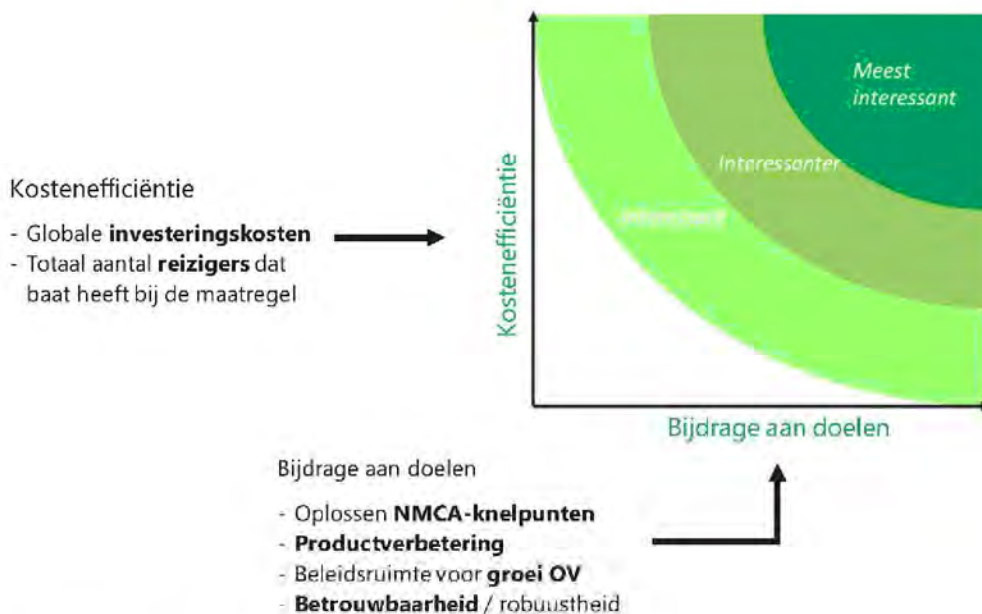 Meest
interessant
Interessanter
Interessant
Kostenefficiëntie
Kostenefficiëntie
- Globale investeringskosten
- Totaal aantal reizigers dat
baat heeft bij de maatregel
Bijdrage aan doelen
Bijdrage aan doelen
- Oplossen NMCA-knelpunten
- Productverbetering
- Beleidsruimte voor groei OV
- Betrouwbaarheid / robuustheid